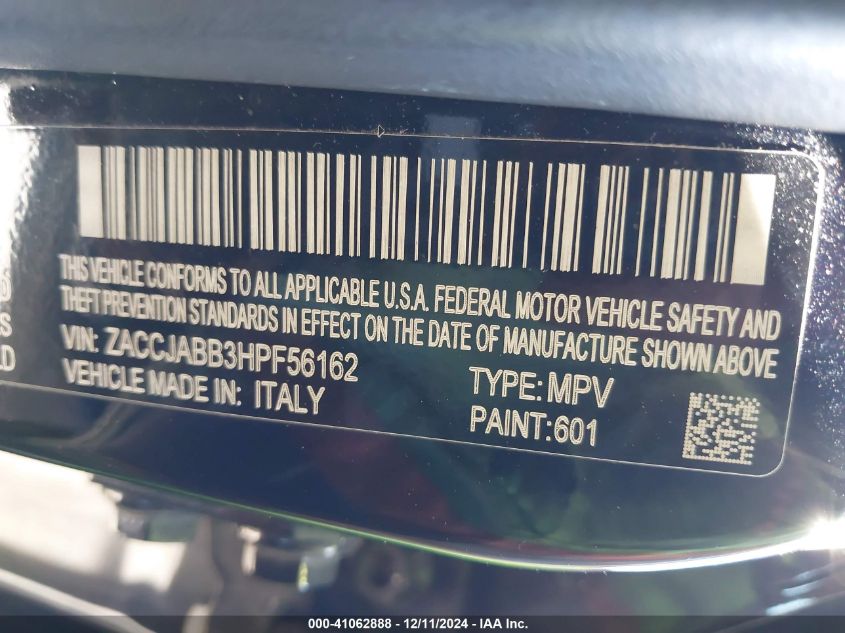 THIS VEHICLE CONFORMS TO ALL APPLICABLE U.S.A. FEDERAL MOTOR VEHICLE SAFETY AND
THEFT PREVENTION STANDARDS IN EFFECT ON THE DATE OF MANUFACTURE SHOWN ABOVE
VIN: ZACCJABB3HPF56162
TYPE: MPV
VEHICLE MADE IN: ITALY
PAINT:601
000-41062888 - 12/11/2024 - IAA Inc.